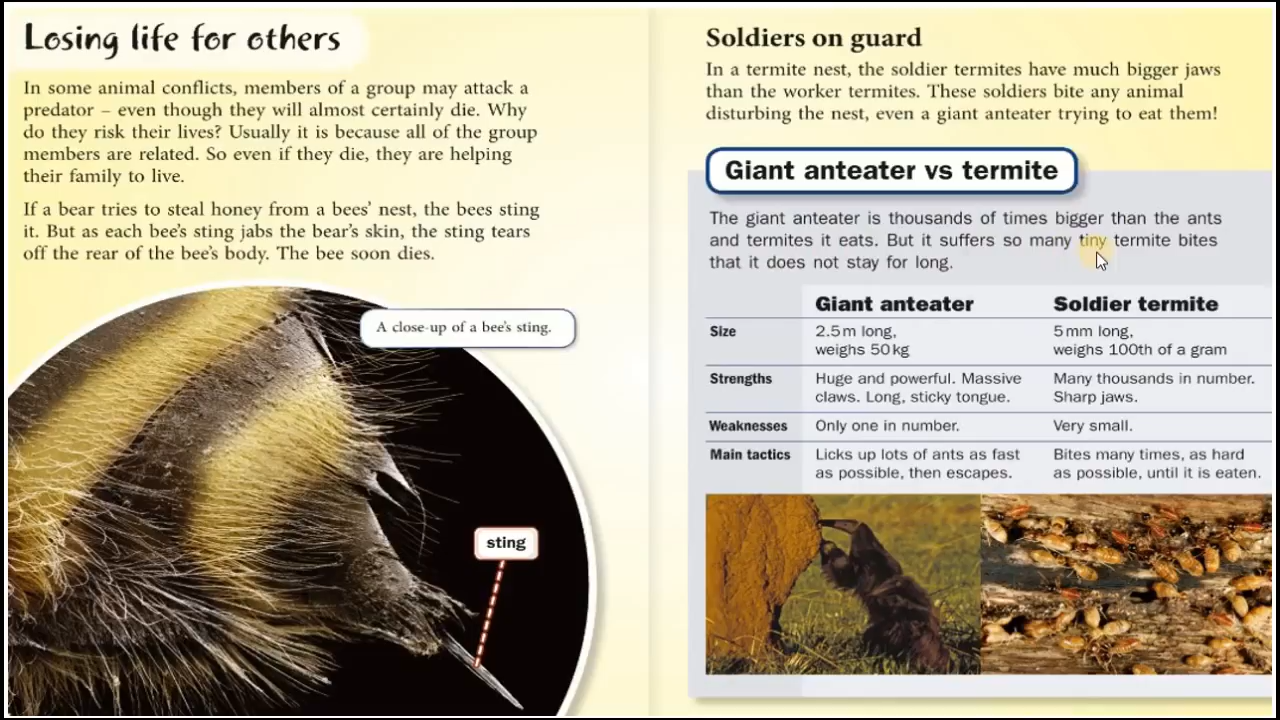 Losing life for others
In some animal conflicts, members of a group may attack a
predator – even though they will almost certainly die. Why
do they risk their lives? Usually it is because all of the group
members are related. So even if they die, they are helping
their family to live.
If a bear tries to steal honey from a bees' nest, the bees sting
it. But as each bee's sting jabs the bear's skin, the sting tears
off the rear of the bee's body. The bee soon dies.
A close-up of a bee's sting.
sting
Soldiers on guard
In a termite nest, the soldier termites have much bigger jaws
than the worker termites. These soldiers bite any animal
disturbing the nest, even a giant anteater trying to eat them!
Giant anteater vs termite
The giant anteater is thousands of times bigger than the ants
and termites it eats. But it suffers so many tiny termite bites
that it does not stay for long.
Giant anteater Soldier termite
Size 2.5 m long, 5 mm long,
weighs 50 kg weighs 100th of a gram
Strengths Huge and powerful. Massive Many thousands in number.
claws. Long, sticky tongue. Sharp jaws.
Weaknesses Only one in number. Very small.
Main tactics Licks up lots of ants as fast Bites many times, as hard
as possible, then escapes. as possible, until it is eaten.